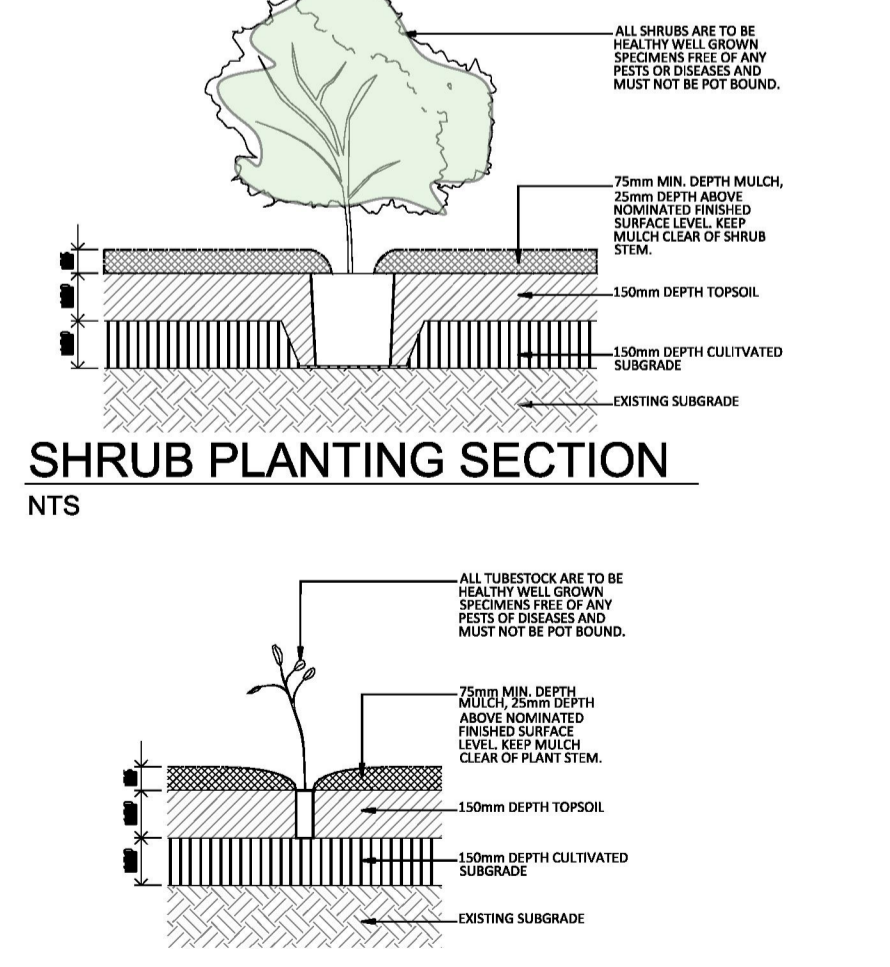 ALL SHRUBS ARE TO BE
HEALTHY WELL GROWN
SPECIMENS FREE OF ANY
PESTS OR DISEASES AND
MUST NOT BE POT BOUND.
75mm MIN. DEPTH MULCH,
25mm DEPTH ABOVE
NOMINATED FINISHED
SURFACE LEVEL. KEEP
MULCH CLEAR OF SHRUB
STEM.
150mm DEPTH TOPSOIL
150mm DEPTH CULITVATED
SUBGRADE
EXISTING SUBGRADE
SHRUB PLANTING SECTION
NTS
ALL TUBESTOCK ARE TO BE
HEALTHY WELL GROWN
SPECIMENS FREE OF ANY
PESTS OF DISEASES AND
MUST NOT BE POT BOUND.
75mm MIN. DEPTH
MULCH, 25mm DEPTH
ABOVE NOMINATED
FINISHED SURFACE
LEVEL. KEEP MULCH
CLEAR OF PLANT STEM.
150mm DEPTH TOPSOIL
150mm DEPTH CULTIVATED
SUBGRADE
EXISTING SUBGRADE